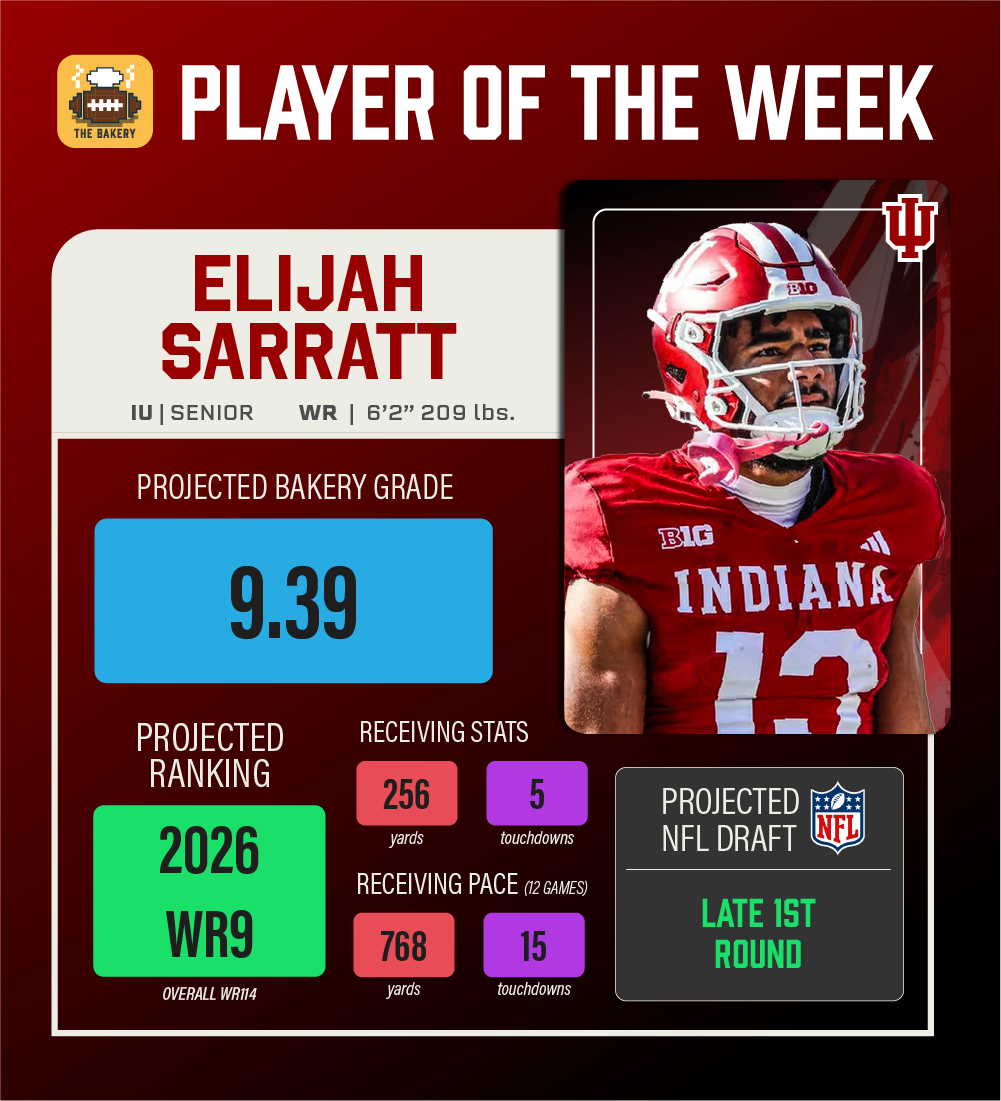 THE BAKERY
PLAYER OF THE WEEK
ELIJAH
SARRATT
IU | SENIOR WR | 6’2” 209 lbs.
B1G
B1G
INDIANA
13
PROJECTED BAKERY GRADE
9.39
PROJECTED
RANKING
2026
WR9
OVERALL WR114
RECEIVING STATS
256
yards
5
touchdowns
RECEIVING PACE (12 GAMES)
768
yards
15
touchdowns
PROJECTED
NFL DRAFT
NFL
LATE 1ST
ROUND